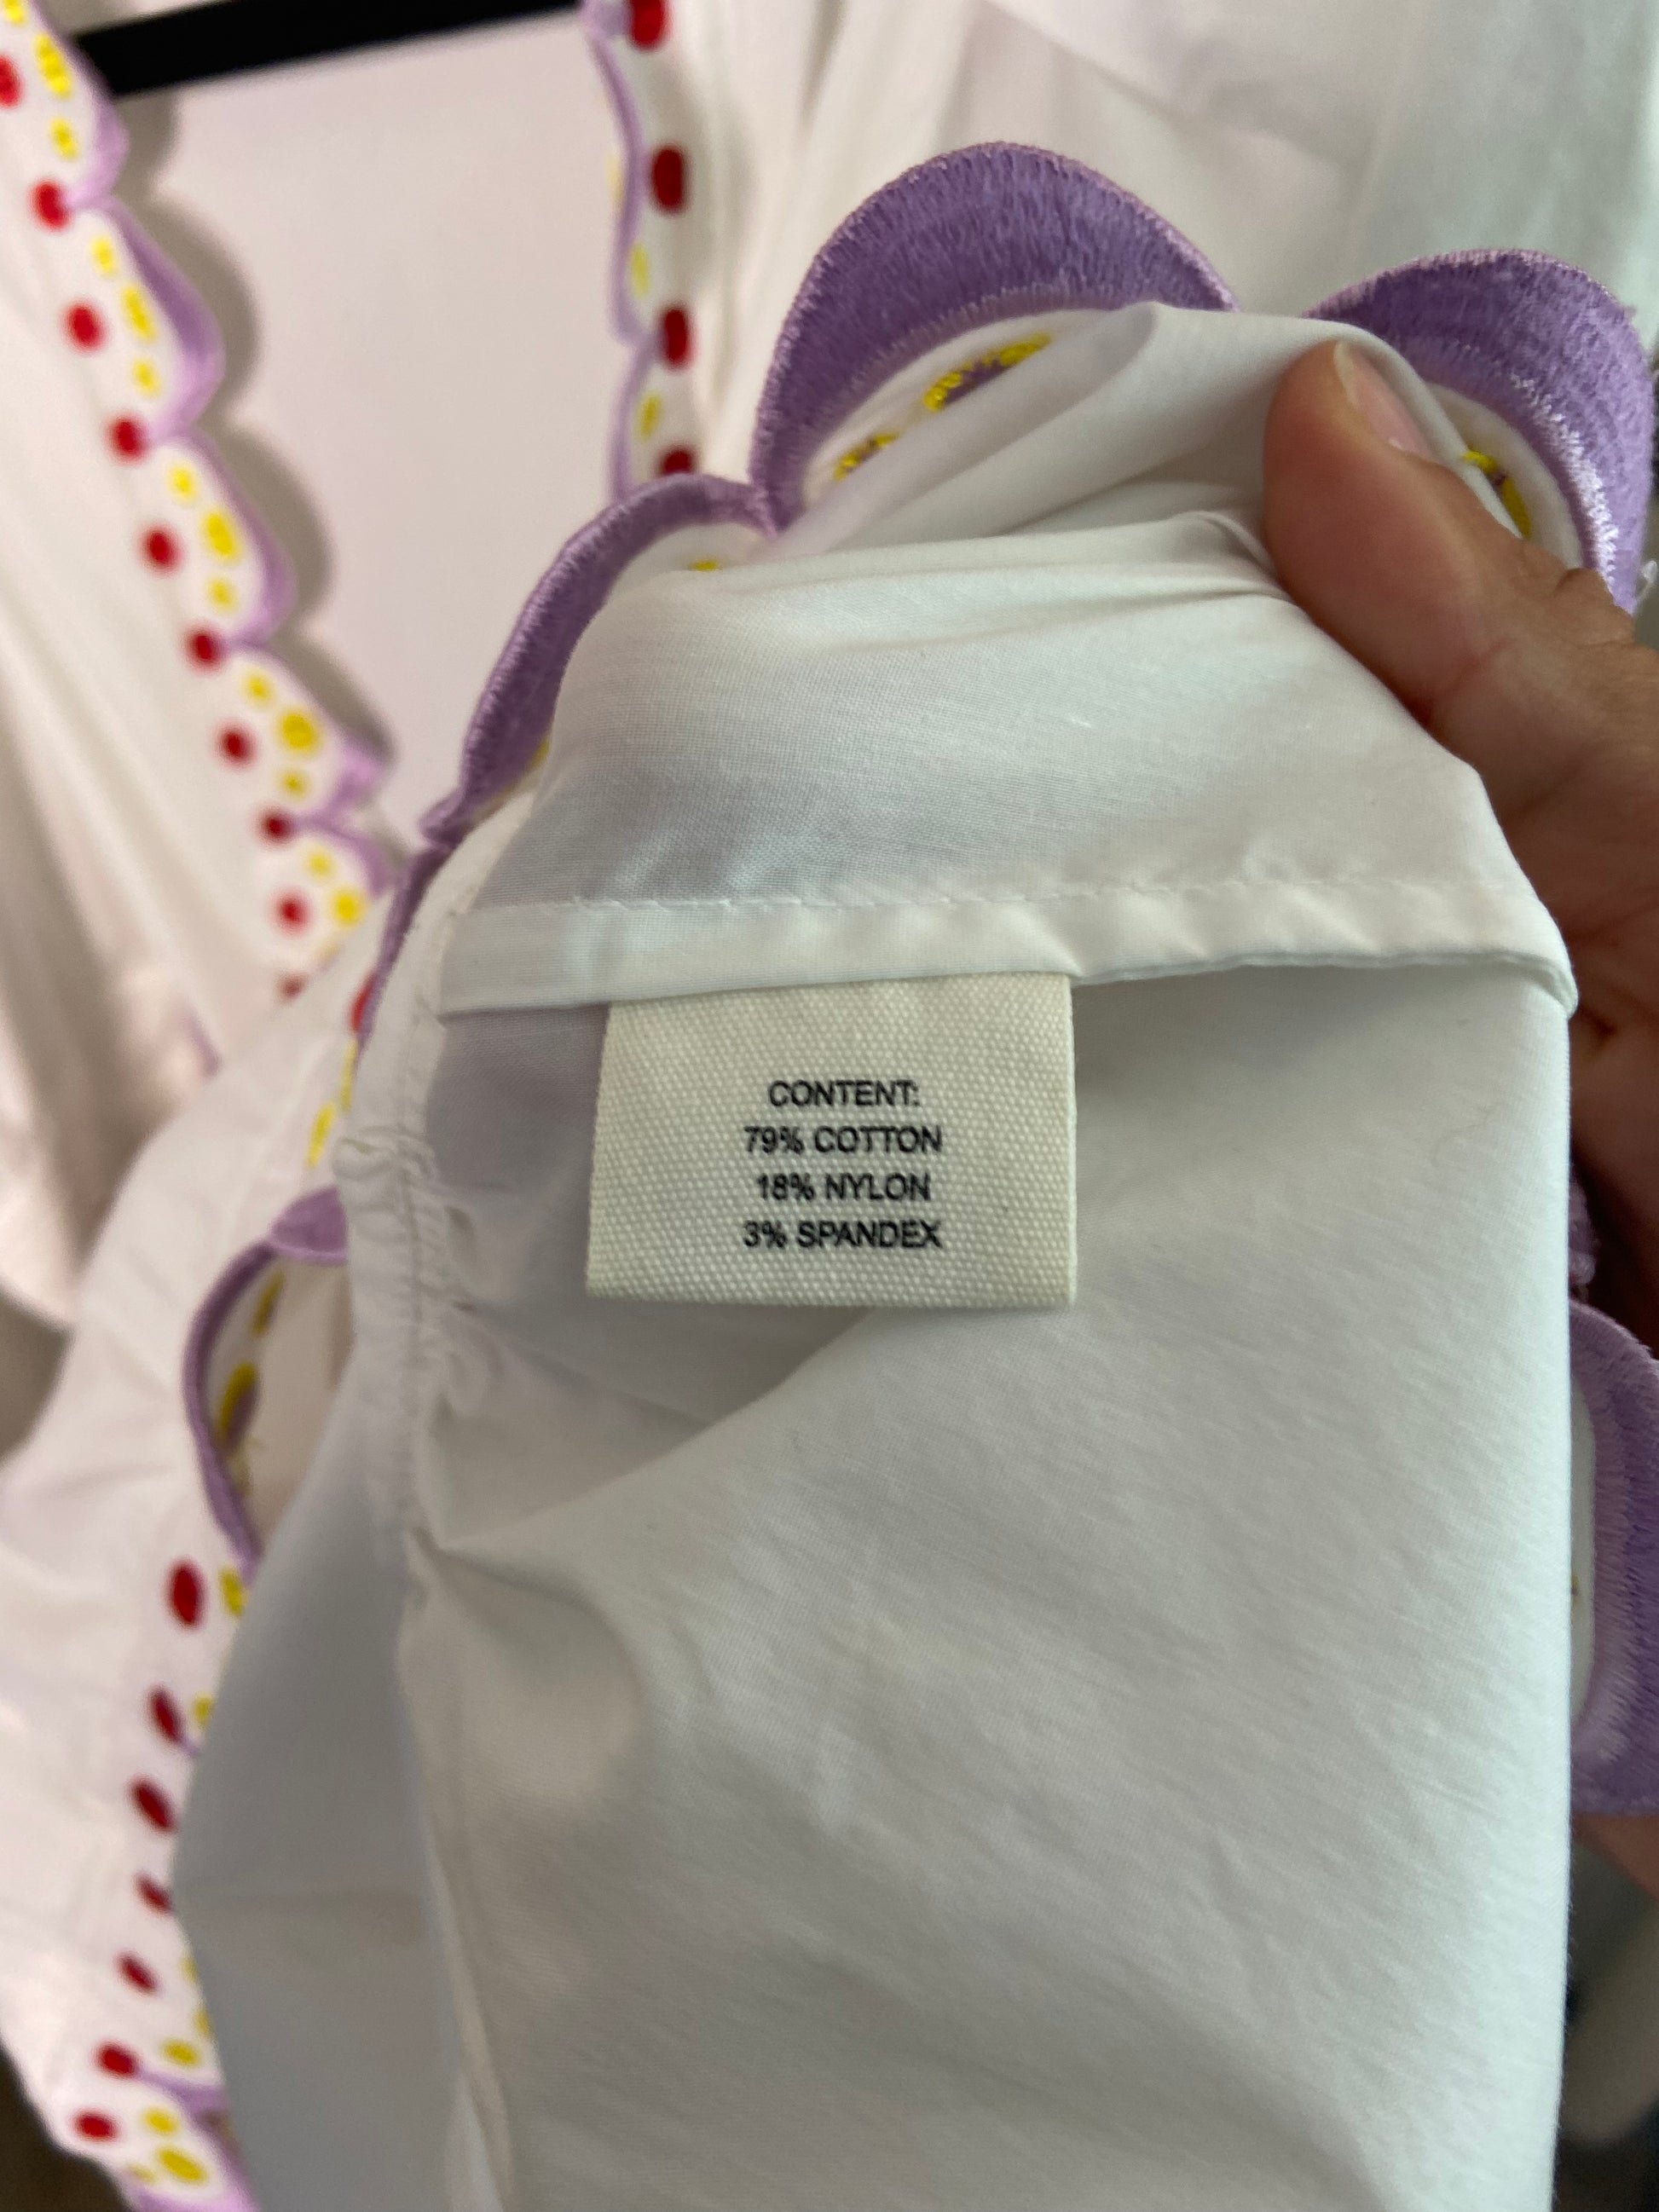 CONTENT:
79% COTTON
18% NYLON
3% SPANDEX